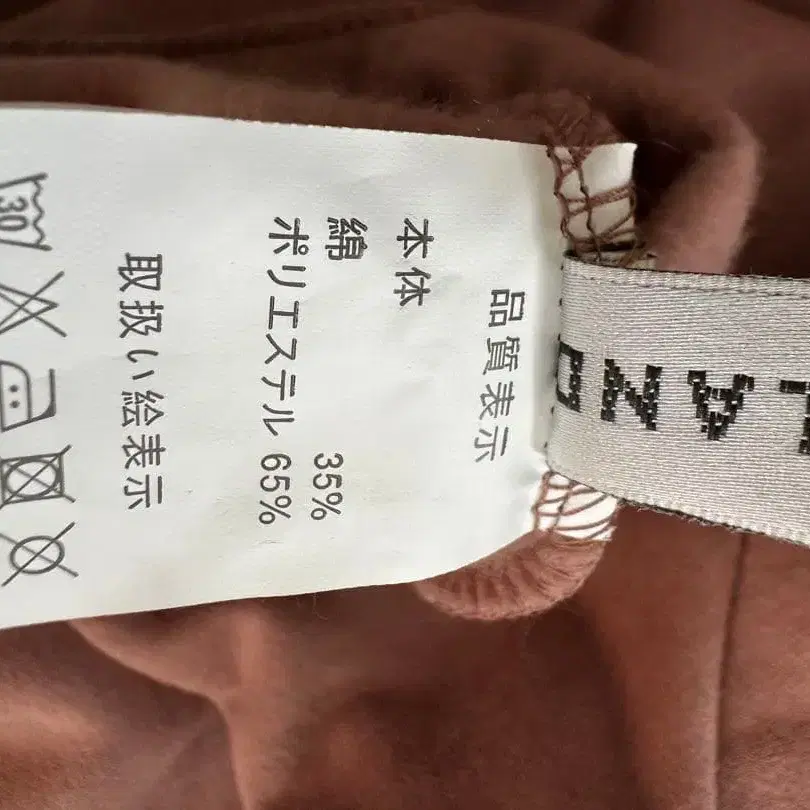 品質表示
本体
綿 35%
ポリエステル 65%
取扱い絵表示
30